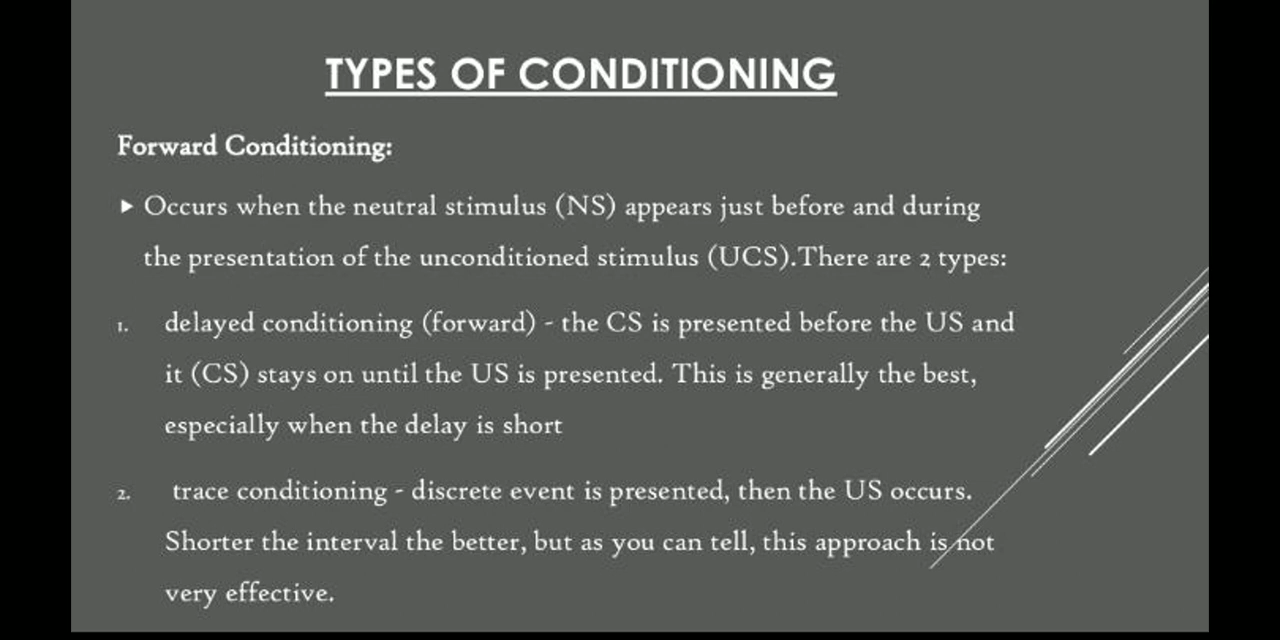 TYPES OF CONDITIONING
Forward Conditioning:
▶ Occurs when the neutral stimulus (NS) appears just before and during
the presentation of the unconditioned stimulus (UCS).There are 2 types:
1. delayed conditioning (forward) - the CS is presented before the US and
it (CS) stays on until the US is presented. This is generally the best,
especially when the delay is short
2. trace conditioning - discrete event is presented, then the US occurs.
Shorter the interval the better, but as you can tell, this approach is not
very effective.